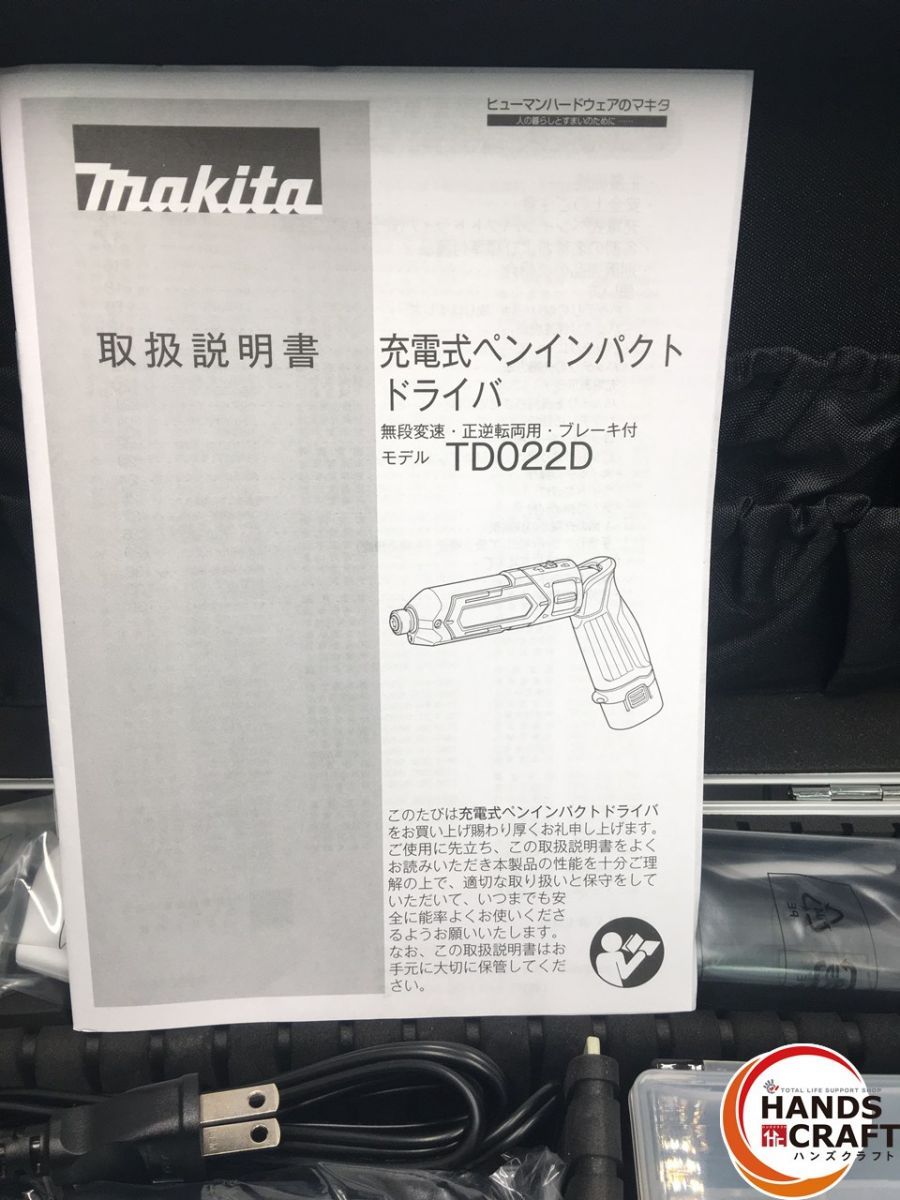 ヒューマンハードウェアのマキタ
人の暮らしとすまいのために……
makita
取扱説明書
充電式ペンインパクト
ドライバ
無段変速・正逆転両用・ブレーキ付
モデル TD022D
このたびは充電式ペンインパクトドライバ
をお買い上げ賜わり厚くお礼申し上げます。
ご使用に先立ち、この取扱説明書をよく
お読みいただき本製品の性能を十分ご理
解の上で、適切な取り扱いと保守をして
いただいて、いつまでも安
全に能率よくお使いくださ
るようお願いいたします。
なお、この取扱説明書はお
手元に大切に保管してくだ
さい。
TOTAL LIFE SUPPORT SHOP
HANDS
CRAFT
ハンズクラフト